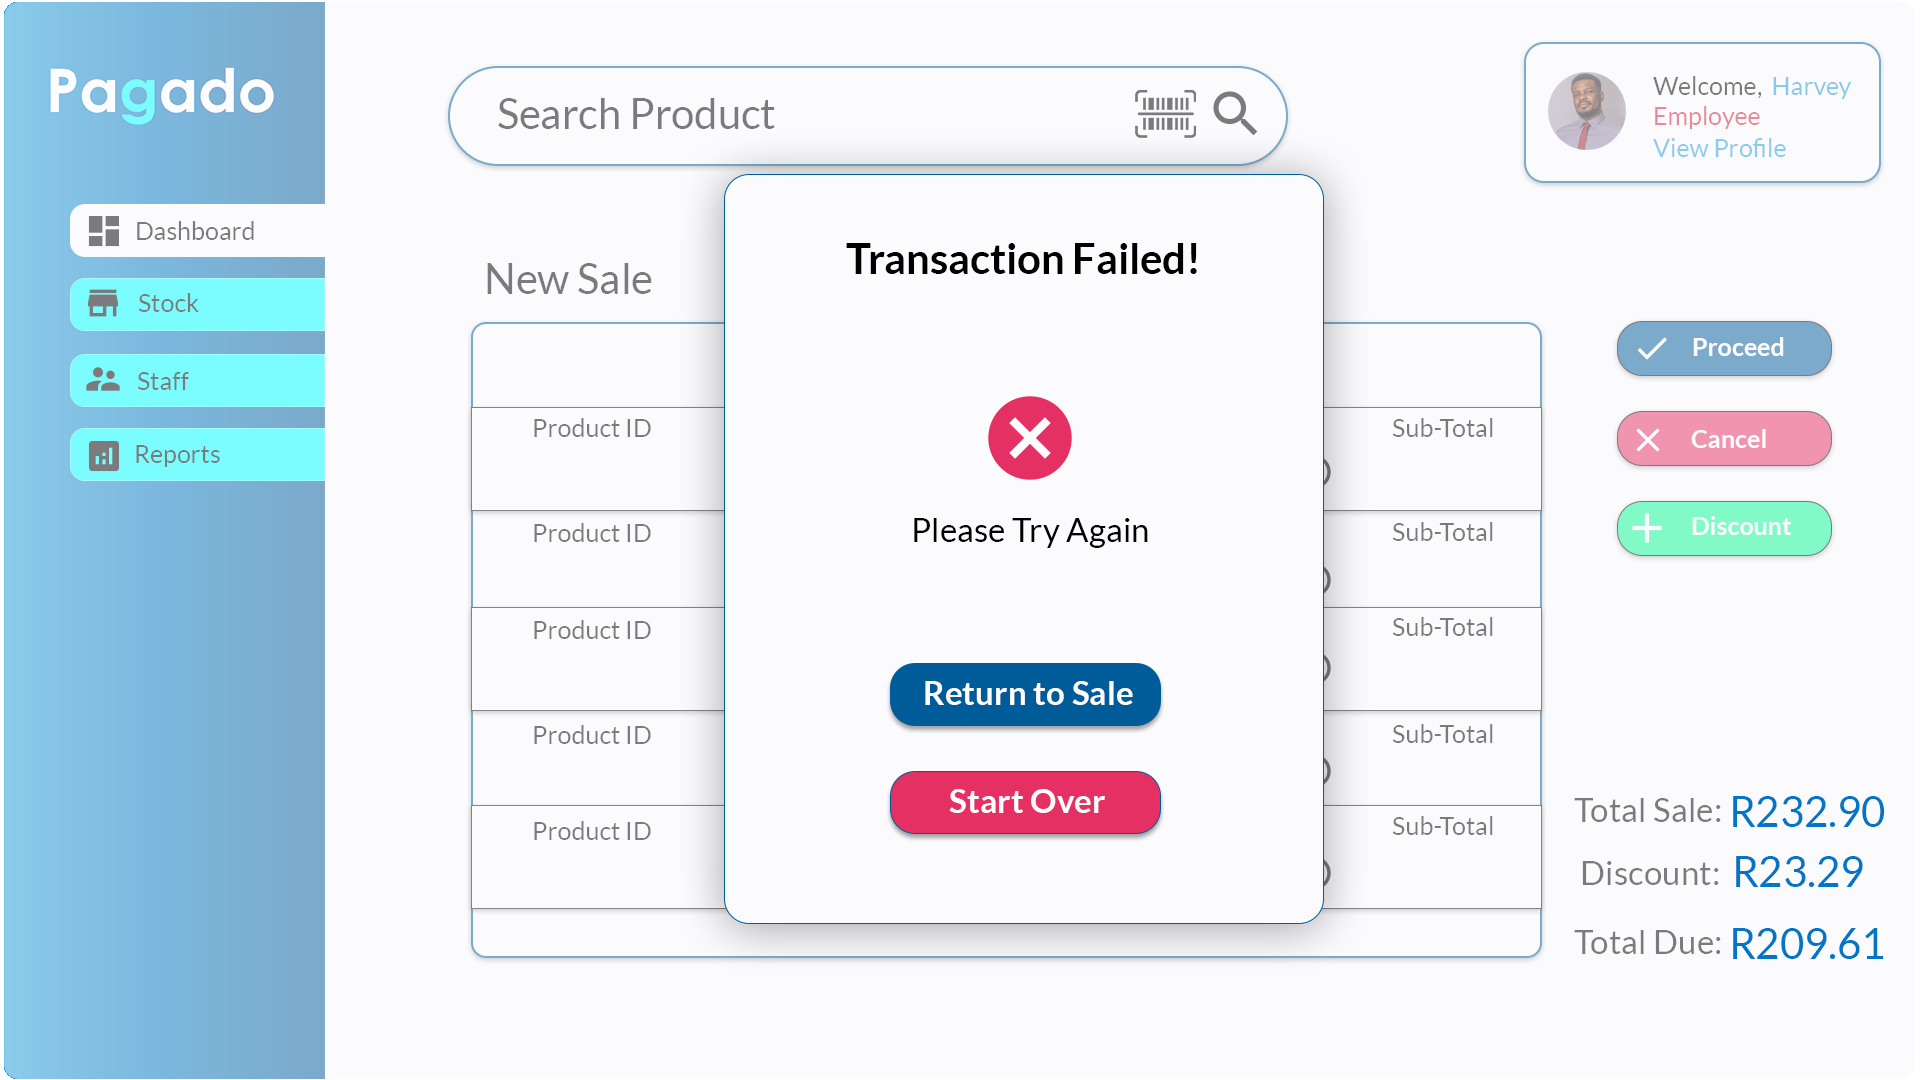 Pagado
Search Product
Welcome, Harvey
Employee
View Profile
Dashboard
Stock
Staff
Reports
New Sale
Transaction Failed!
Please Try Again
Return to Sale
Start Over
Product ID
Sub-Total
Product ID
Sub-Total
Product ID
Sub-Total
Product ID
Sub-Total
Product ID
Sub-Total
Proceed
Cancel
Discount
Total Sale: R232.90
Discount: R23.29
Total Due: R209.61